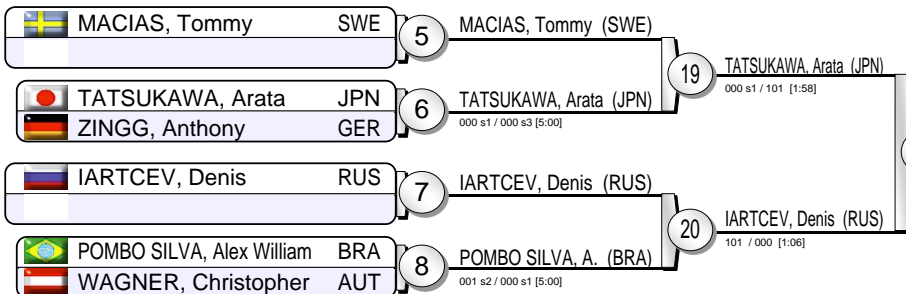 MACIAS, Tommy SWE
5
MACIAS, Tommy (SWE)
19
TATSUKAWA, Arata (JPN)
000 s1 / 101 [1:58]
TATSUKAWA, Arata JPN
6
TATSUKAWA, Arata (JPN)
000 s1 / 000 s3 [5:00]
ZINGG, Anthony GER
IARTCEV, Denis RUS
7
IARTCEV, Denis (RUS)
20
IARTCEV, Denis (RUS)
101 / 000 [1:06]
POMBO SILVA, Alex William BRA
8
POMBO SILVA, A. (BRA)
001 s2 / 000 s1 [5:00]
WAGNER, Christopher AUT